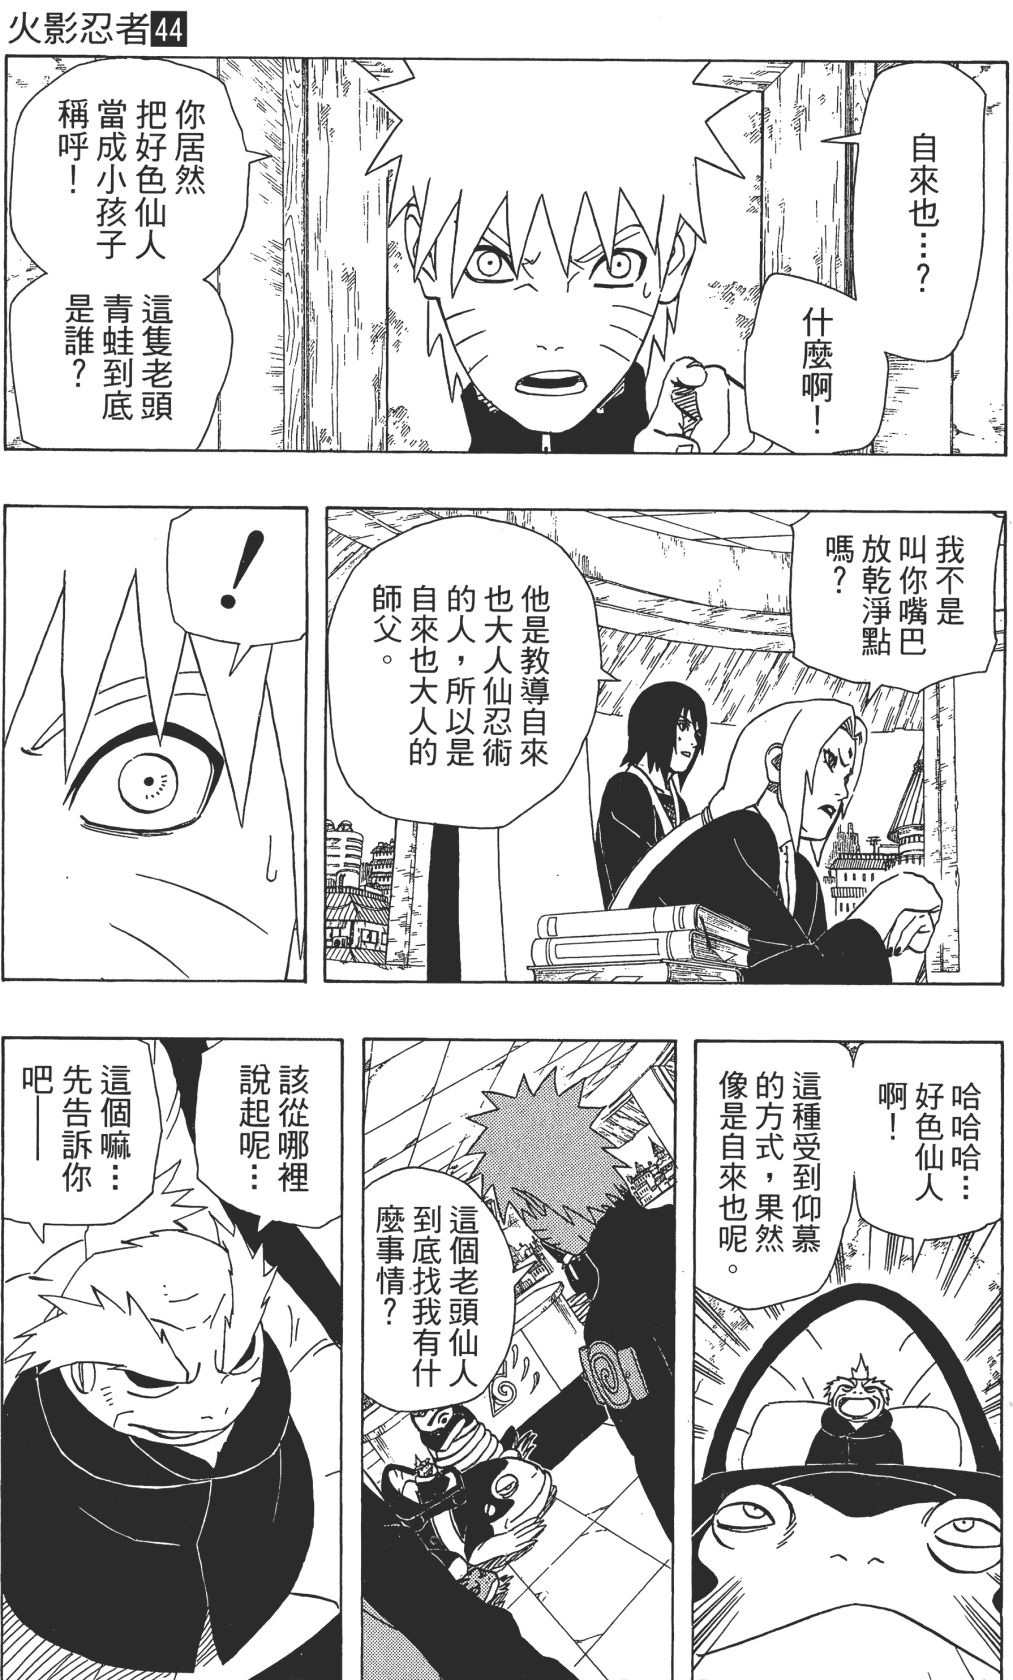 火影忍者44
自來也…?
什麼啊!
你居然
把好色仙人
當成小孩子
稱呼!
這隻老頭
青蛙到底
是誰?
我不是
叫你嘴巴
放乾淨點
嗎?
他是教導自來
也大人仙忍術
的人,所以是
自來也大人的
師父。
!
哈哈哈…
好色仙人
啊!
這種受到仰慕
的方式,果然
像是自來也呢。
這個老頭仙人
到底找我有什
麼事情?
該從哪裡
說起呢…
這個嘛…
先告訴你
吧——